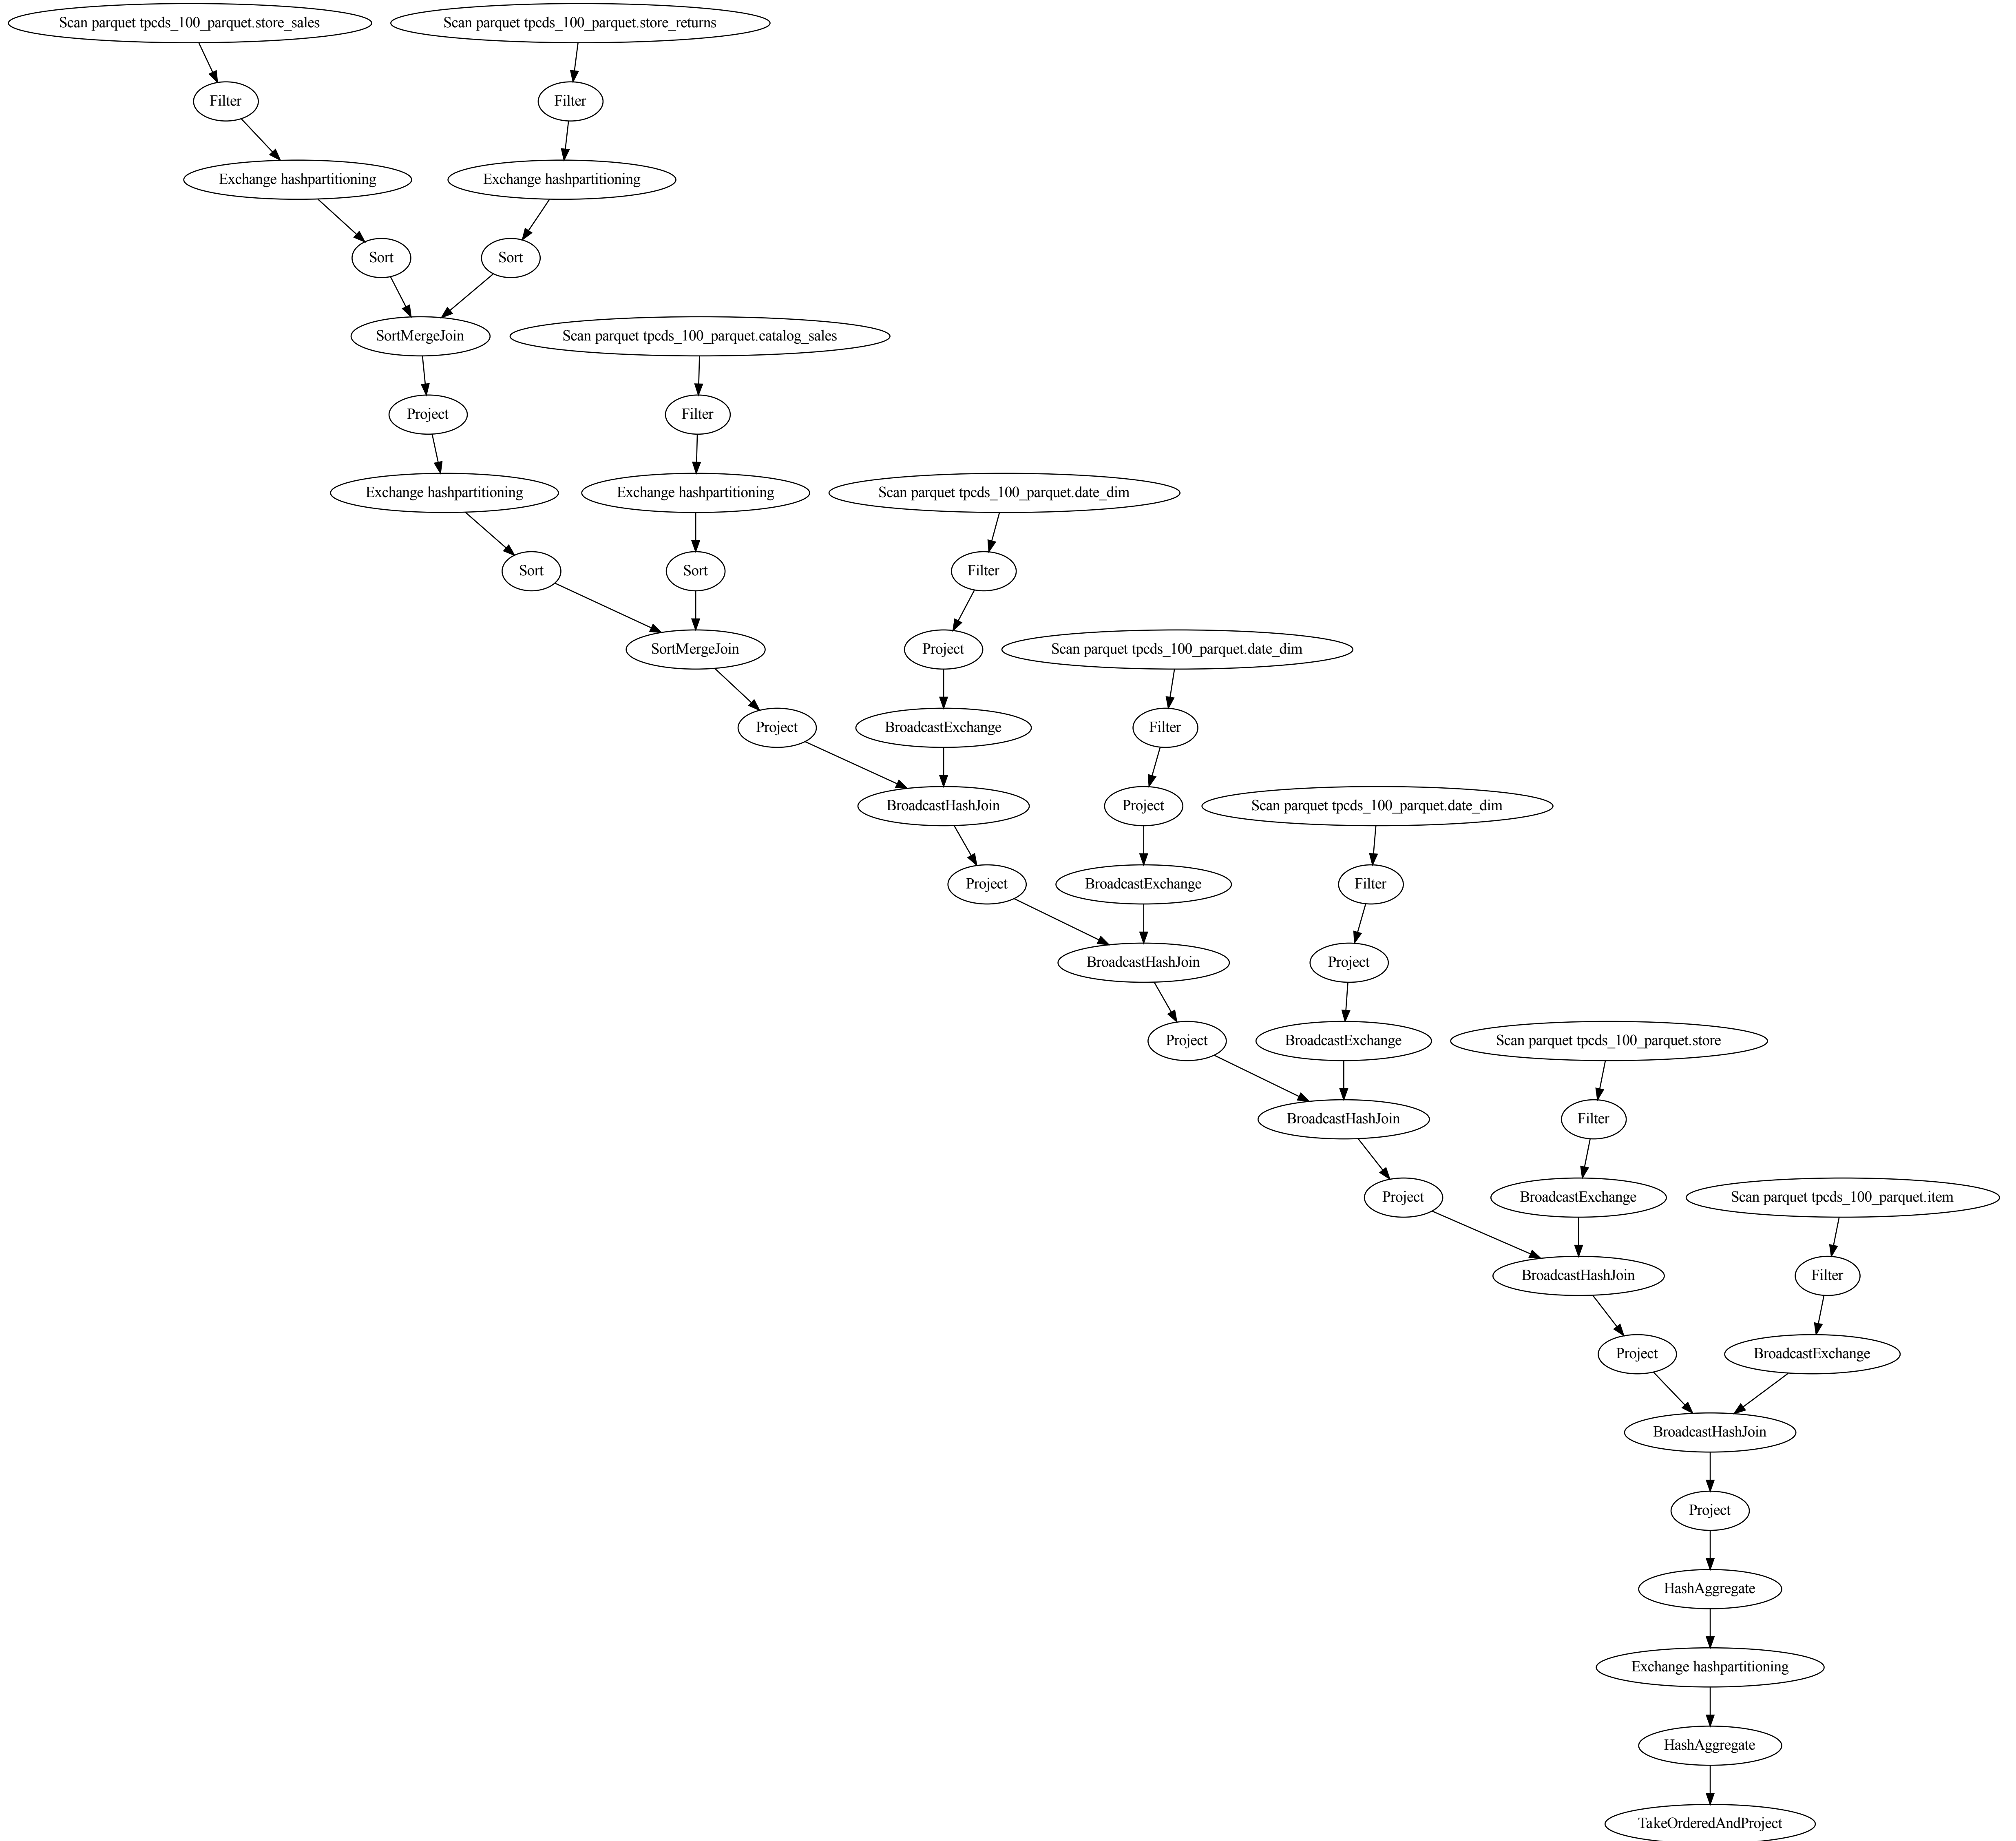 Scan parquet tpcds_100_parquet.store_sales
Scan parquet tpcds_100_parquet.store_returns
Filter
Filter
Exchange hashpartitioning
Exchange hashpartitioning
Sort
Sort
SortMergeJoin
Scan parquet tpcds_100_parquet.catalog_sales
Project
Filter
Exchange hashpartitioning
Exchange hashpartitioning
Scan parquet tpcds_100_parquet.date_dim
Sort
Sort
Filter
SortMergeJoin
Project
Scan parquet tpcds_100_parquet.date_dim
Project
BroadcastExchange
Filter
BroadcastHashJoin
Project
Scan parquet tpcds_100_parquet.date_dim
Project
BroadcastExchange
Filter
BroadcastHashJoin
Project
Project
BroadcastExchange
Scan parquet tpcds_100_parquet.store
BroadcastHashJoin
Filter
Project
BroadcastExchange
Scan parquet tpcds_100_parquet.item
BroadcastHashJoin
Filter
Project
BroadcastExchange
BroadcastHashJoin
Project
HashAggregate
Exchange hashpartitioning
HashAggregate
TakeOrderedAndProject